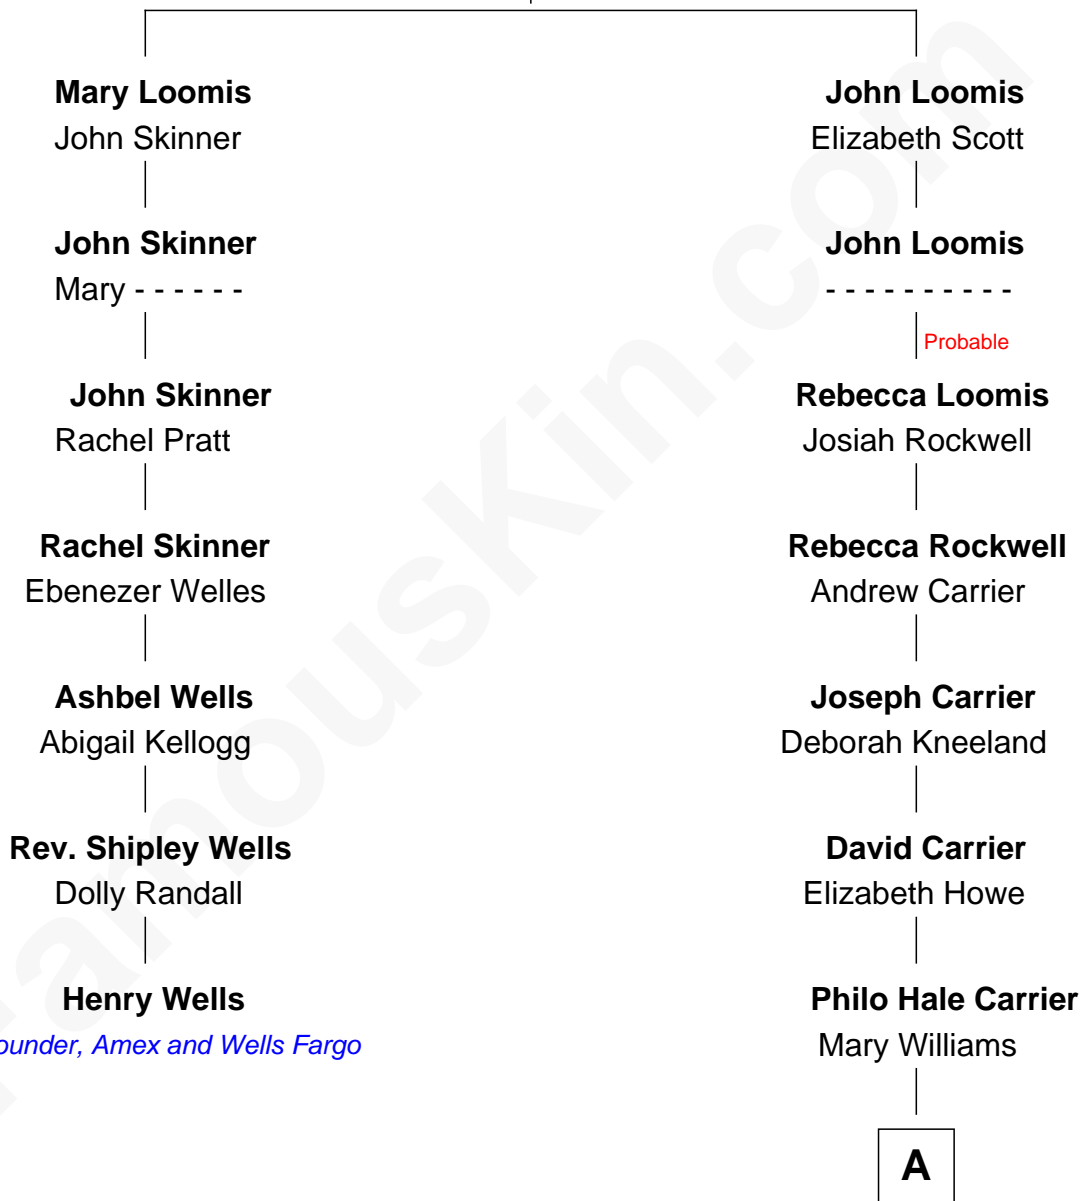 Mary Loomis
John Skinner
John Loomis
Elizabeth Scott
John Skinner
Mary - - - - - -
John Loomis
- - - - - - - - - -
Probable
John Skinner
Rachel Pratt
Rebecca Loomis
Josiah Rockwell
Rachel Skinner
Ebenezer Welles
Rebecca Rockwell
Andrew Carrier
Ashbel Wells
Abigail Kellogg
Joseph Carrier
Deborah Kneeland
Rev. Shipley Wells
Dolly Randall
David Carrier
Elizabeth Howe
Henry Wells
ounder, Amex and Wells Fargo
Philo Hale Carrier
Mary Williams
A
FamousKin.com